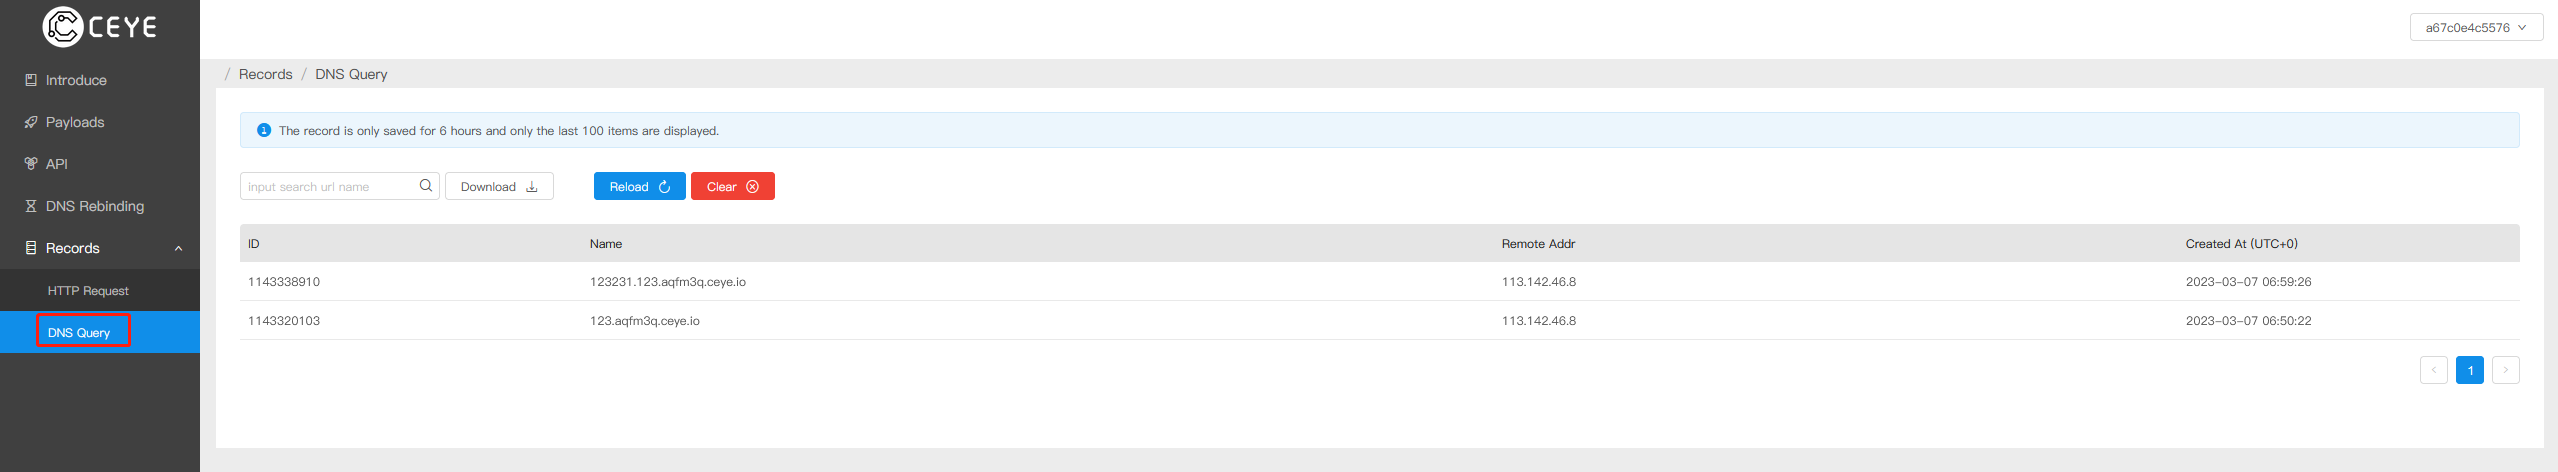 CEYE
a67c0e4c5576
Introduce
Payloads
API
DNS Rebinding
Records
HTTP Request
DNS Query
/ Records / DNS Query
The record is only saved for 6 hours and only the last 100 items are displayed.
input search url name Download Reload Clear
ID Name Remote Addr Created At (UTC+0)
1143338910 123231.123.aqfm3q.ceye.io 113.142.46.8 2023-03-07 06:59:26
1143320103 123.aqfm3q.ceye.io 113.142.46.8 2023-03-07 06:50:22
< 1 >